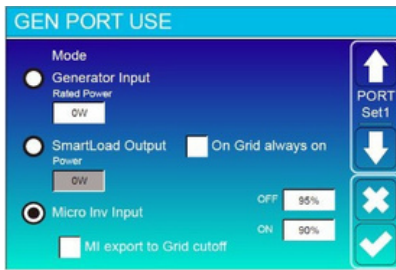 GEN PORT USE
Mode
Generator Input
Rated Power
0W
PORT
Set1
SmartLoad Output On Grid always on
Power
0W
Micro Inv Input
OFF 95%
ON 90%
MI export to Grid cutoff